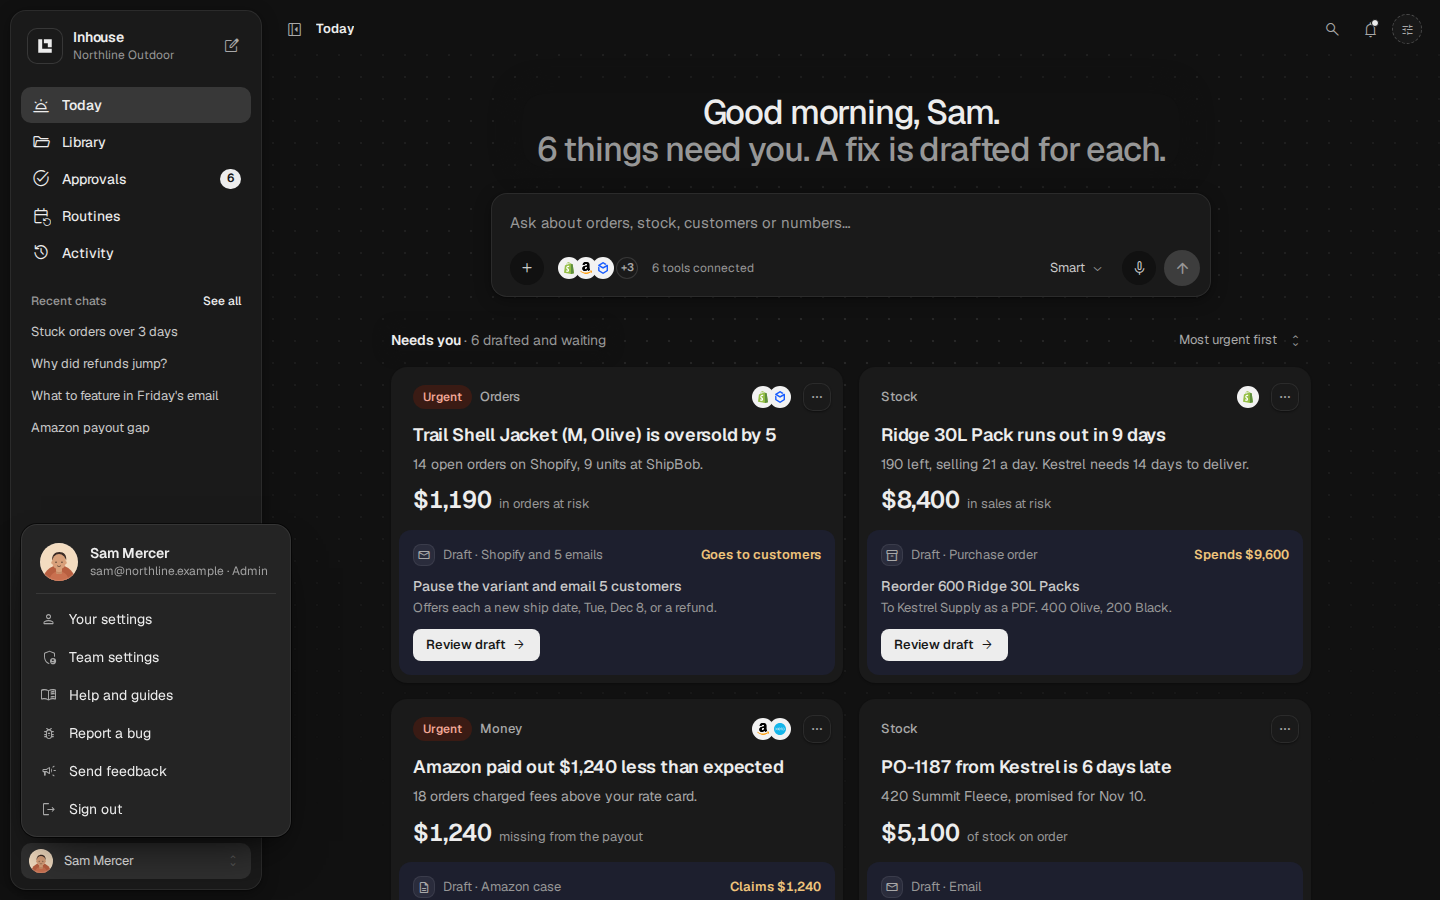 Inhouse
Northline Outdoor
Today
Library
Approvals
6
Routines
Activity
Recent chats
See all
Stuck orders over 3 days
Why did refunds jump?
What to feature in Friday's email
Amazon payout gap
Sam Mercer
sam@northline.example · Admin
Your settings
Team settings
Help and guides
Report a bug
Send feedback
Sign out
Sam Mercer
Today
Good morning, Sam.
6 things need you. A fix is drafted for each.
Ask about orders, stock, customers or numbers...
+3
6 tools connected
Smart
Needs you · 6 drafted and waiting
Most urgent first
Urgent
Orders
Trail Shell Jacket (M, Olive) is oversold by 5
14 open orders on Shopify, 9 units at ShipBob.
$1,190 in orders at risk
Draft · Shopify and 5 emails
Goes to customers
Pause the variant and email 5 customers
Offers each a new ship date, Tue, Dec 8, or a refund.
Review draft
Stock
Ridge 30L Pack runs out in 9 days
190 left, selling 21 a day. Kestrel needs 14 days to deliver.
$8,400 in sales at risk
Draft · Purchase order
Spends $9,600
Reorder 600 Ridge 30L Packs
To Kestrel Supply as a PDF. 400 Olive, 200 Black.
Review draft
Urgent
Money
Amazon paid out $1,240 less than expected
18 orders charged fees above your rate card.
$1,240 missing from the payout
Draft · Amazon case
Claims $1,240
Stock
PO-1187 from Kestrel is 6 days late
420 Summit Fleece, promised for Nov 10.
$5,100 of stock on order
Draft · Email